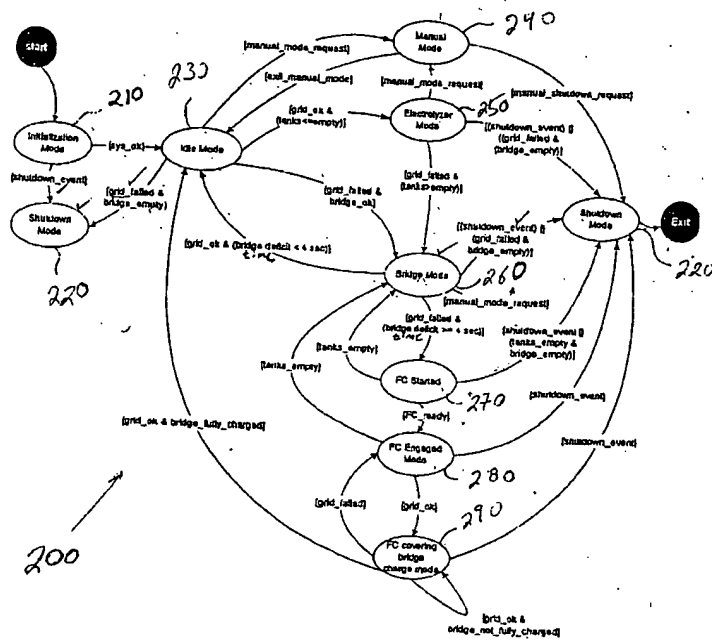 start
240
Manual
Mode
230
[manual_mode_request]
210
[exit_manual_mode]
[manual_mode_request]
250
[manual_shutdown_request]
Initialization
Mode
[sys_ok]
Idle Mode
[grid_ok &
(tanks<=empty)]
Electrolyzer
Mode
[(shutdown_event) ||
((grid_failed) &
(bridge_empty)]
[shutdown_event]
[grid_failed &
bridge_empty]
Shutdown
Mode
220
[grid_failed &
bridge_ok]
[grid_failed &
(tanks>empty)]
Shutdown
Mode
Exit
220
[grid_ok & (bridge deficit < 4 sec)]
time
[(shutdown_event) ||
(grid_failed &
bridge_empty)]
Bridge Mode
260
[manual_mode_request]
[grid_failed &
(bridge deficit >= 4 sec)]
time
[tanks_empty]
[tanks_empty]
[shutdown_event ||
(tanks_empty &
bridge_empty)]
FC Started
270
[shutdown_event]
[FC_ready]
[grid_ok & bridge_fully_charged]
FC Engaged
Mode
280
[shutdown_event]
[grid_failed]
[grid_ok]
290
FC covering
bridge
charge mode
200
[grid_ok &
bridge_not_fully_charged]